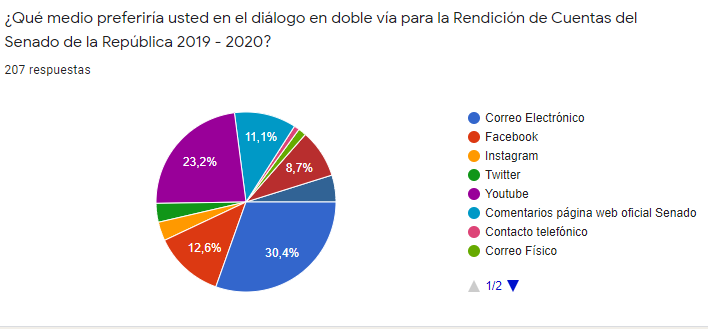 ¿Qué medio preferiría usted en el diálogo en doble vía para la Rendición de Cuentas del
Senado de la República 2019 - 2020?
207 respuestas
11,1%
23,2%
8,7%
12,6%
30,4%
Correo Electrónico
Facebook
Instagram
Twitter
Youtube
Comentarios página web oficial Senado
Contacto telefónico
Correo Físico
1/2